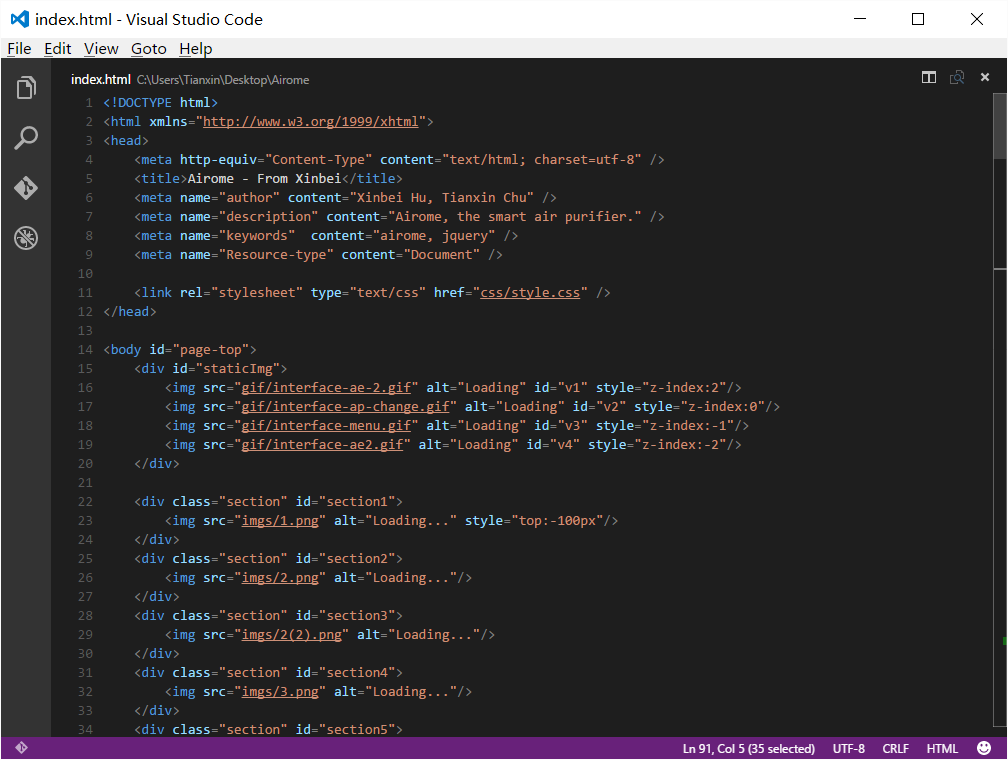 index.html - Visual Studio Code
File Edit View Goto Help
index.html C:\Users\Tianxin\Desktop\Airome
1 <!DOCTYPE html>
2 <html xmlns="http://www.w3.org/1999/xhtml">
3 <head>
4     <meta http-equiv="Content-Type" content="text/html; charset=utf-8" />
5     <title>Airome - From Xinbei</title>
6     <meta name="author" content="Xinbei Hu, Tianxin Chu" />
7     <meta name="description" content="Airome, the smart air purifier." />
8     <meta name="keywords"  content="airome, jquery" />
9     <meta name="Resource-type" content="Document" />
10
11     <link rel="stylesheet" type="text/css" href="css/style.css" />
12 </head>
13
14 <body id="page-top">
15     <div id="staticImg">
16         <img src="gif/interface-ae-2.gif" alt="Loading" id="v1" style="z-index:2"/>
17         <img src="gif/interface-ap-change.gif" alt="Loading" id="v2" style="z-index:0"/>
18         <img src="gif/interface-menu.gif" alt="Loading" id="v3" style="z-index:-1"/>
19         <img src="gif/interface-ae2.gif" alt="Loading" id="v4" style="z-index:-2"/>
20     </div>
21
22     <div class="section" id="section1">
23         <img src="imgs/1.png" alt="Loading..." style="top:-100px"/>
24     </div>
25     <div class="section" id="section2">
26         <img src="imgs/2.png" alt="Loading..."/>
27     </div>
28     <div class="section" id="section3">
29         <img src="imgs/2(2).png" alt="Loading..."/>
30     </div>
31     <div class="section" id="section4">
32         <img src="imgs/3.png" alt="Loading..."/>
33     </div>
34     <div class="section" id="section5">
Ln 91, Col 5 (35 selected) UTF-8 CRLF HTML